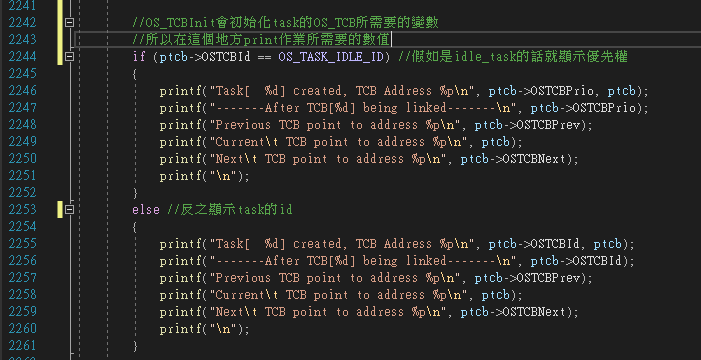 2241
2242 //OS_TCBInit會初始化task的OS_TCB所需要的變數
2243 //所以在這個地方print作業所需要的數值
2244 if (ptcb->OSTCBId == OS_TASK_IDLE_ID) //假如是idle_task的話就顯示優先權
2245 {
2246 printf("Task[  %d] created, TCB Address %p\n", ptcb->OSTCBPrio, ptcb);
2247 printf("-------After TCB[%d] being linked-------\n", ptcb->OSTCBPrio);
2248 printf("Previous TCB point to address %p\n", ptcb->OSTCBPrev);
2249 printf("Current\t TCB point to address %p\n", ptcb);
2250 printf("Next\t TCB point to address %p\n", ptcb->OSTCBNext);
2251 printf("\n");
2252 }
2253 else //反之顯示task的id
2254 {
2255 printf("Task[  %d] created, TCB Address %p\n", ptcb->OSTCBId, ptcb);
2256 printf("-------After TCB[%d] being linked-------\n", ptcb->OSTCBId);
2257 printf("Previous TCB point to address %p\n", ptcb->OSTCBPrev);
2258 printf("Current\t TCB point to address %p\n", ptcb);
2259 printf("Next\t TCB point to address %p\n", ptcb->OSTCBNext);
2260 printf("\n");
2261 }